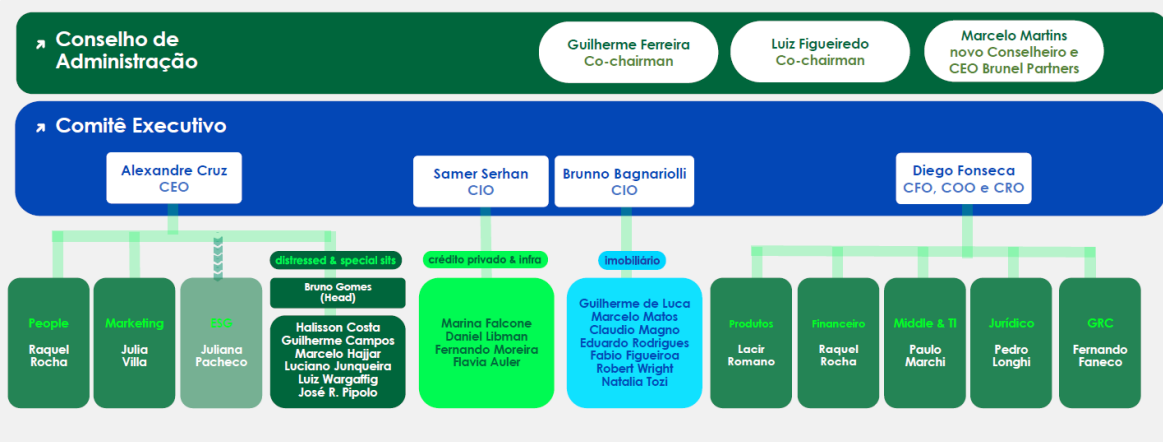 Conselho de
Administração
Guilherme Ferreira
Co-chairman
Luiz Figueiredo
Co-chairman
Marcelo Martins
novo Conselheiro e
CEO Brunel Partners
Comitê Executivo
Alexandre Cruz
CEO
Samer Serhan
CIO
Brunno Bagnariolli
CIO
Diego Fonseca
CFO, COO e CRO
People
Raquel
Rocha
Marketing
Julia
Villa
Juliana
Pacheco
distressed & special sits
Bruno Gomes
(Head)
Halisson Costa
Guilherme Campos
Marcelo Hajjar
Luciano Junqueira
Luiz Wargaffig
José R. Pipolo
crédito privado & infra
Marina Falcone
Daniel Libman
Fernando Moreira
Flavia Auler
imobiliário
Guilherme de Luca
Marcelo Matos
Claudio Magno
Eduardo Rodrigues
Fabio Figueiroa
Robert Wright
Natalia Tozi
Produtos
Lacir
Romano
Financeiro
Raquel
Rocha
Middle & TI
Paulo
Marchi
Jurídico
Pedro
Longhi
GRC
Fernando
Faneco